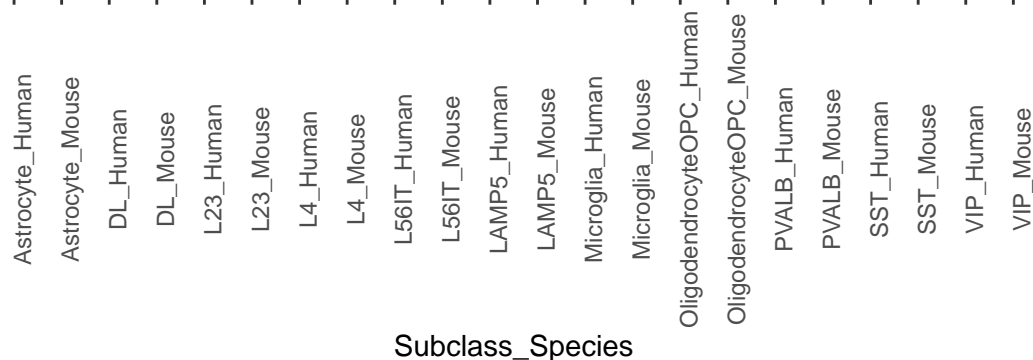 Astrocyte_Human
Astrocyte_Mouse
DL_Human
DL_Mouse
L23_Human
L23_Mouse
L4_Human
L4_Mouse
L56IT_Human
L56IT_Mouse
LAMP5_Human
LAMP5_Mouse
Microglia_Human
Microglia_Mouse
OligodendrocyteOPC_Human
OligodendrocyteOPC_Mouse
PVALB_Human
PVALB_Mouse
SST_Human
SST_Mouse
VIP_Human
VIP_Mouse
Subclass_Species